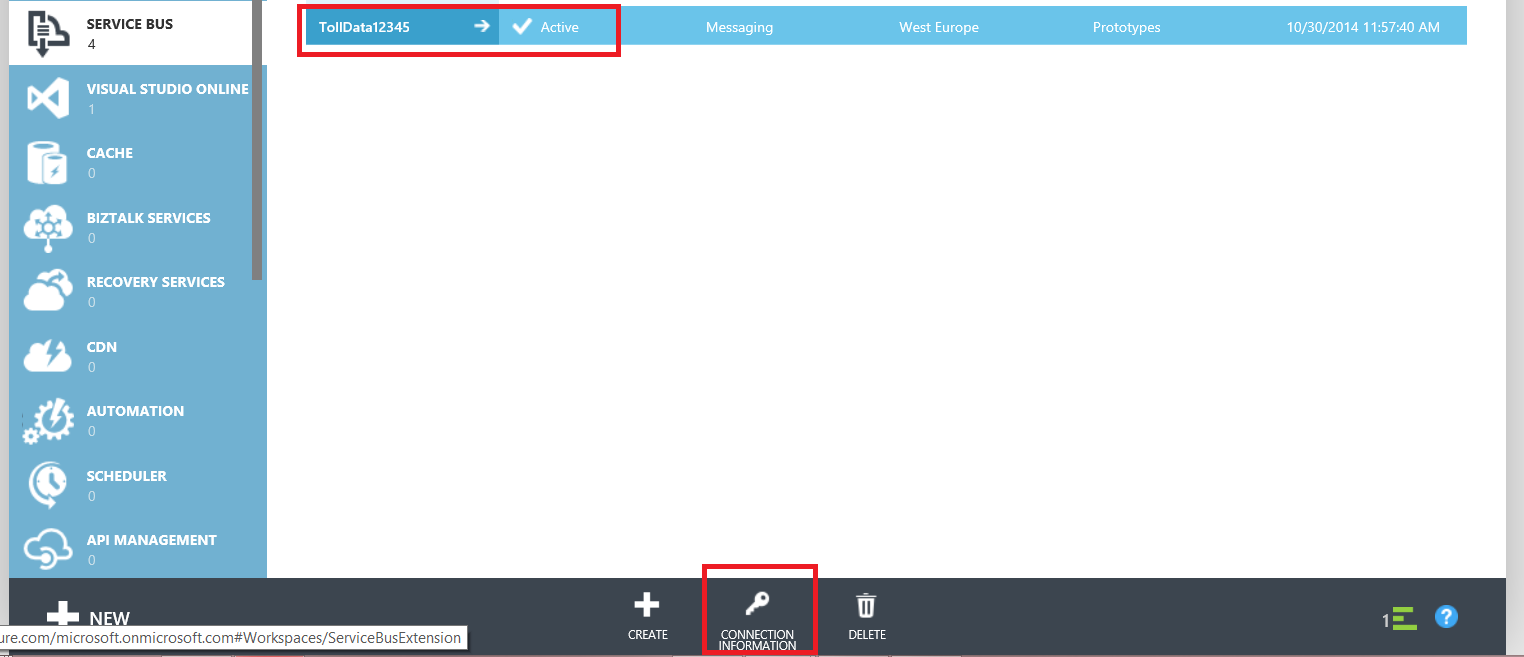 SERVICE BUS
4
TollData12345 Active Messaging West Europe Prototypes 10/30/2014 11:57:40 AM
VISUAL STUDIO ONLINE
1
CACHE
0
BIZTALK SERVICES
0
RECOVERY SERVICES
0
CDN
0
AUTOMATION
0
SCHEDULER
0
API MANAGEMENT
0
NEW
CREATE
CONNECTION
INFORMATION
DELETE
1
?
ure.com/microsoft.onmicrosoft.com#Workspaces/ServiceBusExtension